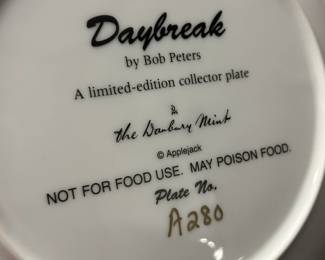 Daybreak
by Bob Peters
A limited-edition collector plate
&
the Danbury Mint
© Applejack
NOT FOR FOOD USE. MAY POISON FOOD.
Plate No.
A280